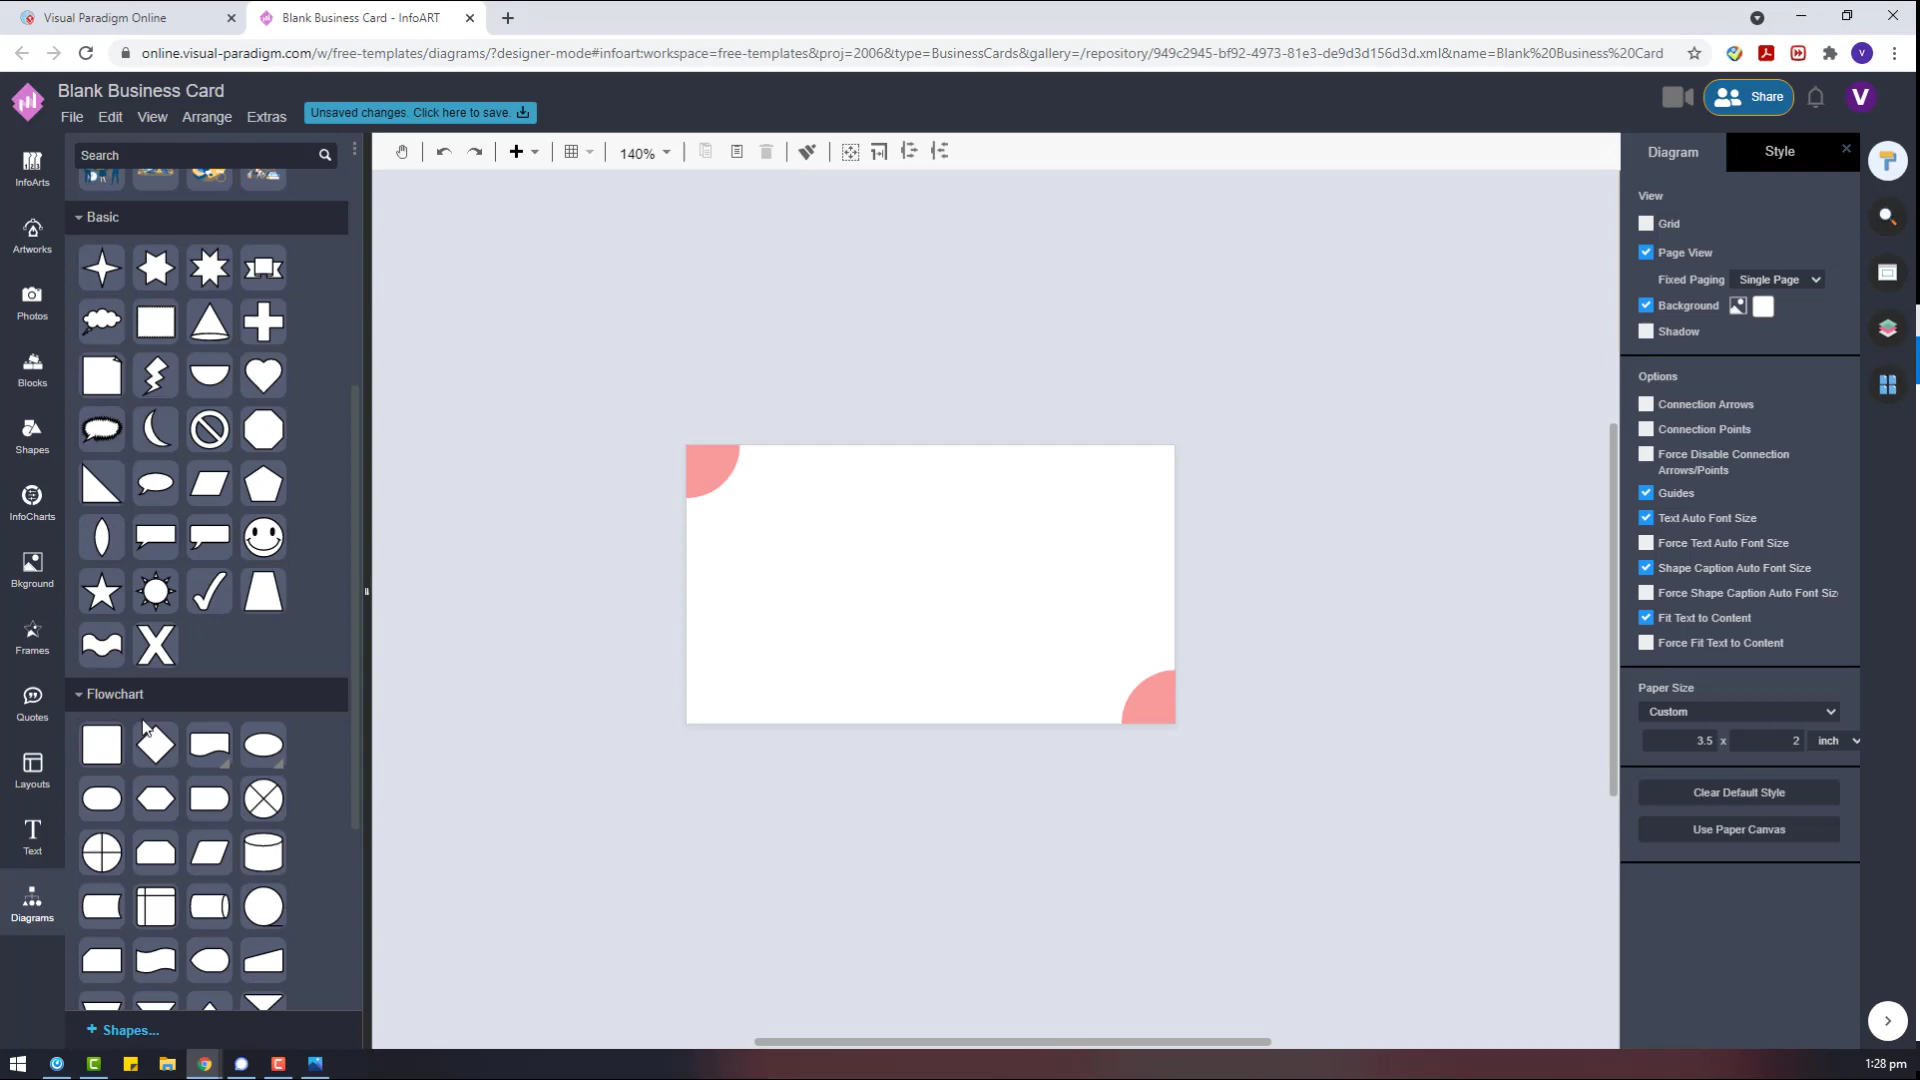 Visual Paradigm Online
Blank Business Card - InfoART
online.visual-paradigm.com/w/free-templates/diagrams/?designer-mode#infoart:workspace=free-templates&proj=2006&type=BusinessCards&gallery=/repository/949c2945-bf92-4973-81e3-de9d3d156d3d.xml&name=Blank%20Business%20Card
V
Blank Business Card
File Edit View Arrange Extras
Unsaved changes. Click here to save.
Share
V
InfoArts
Artworks
Photos
Blocks
Shapes
InfoCharts
Bkground
Frames
Quotes
Layouts
T
Text
Diagrams
Search
Basic
Flowchart
+ Shapes...
140%
Diagram
Style
View
Grid
Page View
Fixed Paging Single Page
Background
Shadow
Options
Connection Arrows
Connection Points
Force Disable Connection
Arrows/Points
Guides
Text Auto Font Size
Force Text Auto Font Size
Shape Caption Auto Font Size
Force Shape Caption Auto Font Siz
Fit Text to Content
Force Fit Text to Content
Paper Size
Custom
3.5 x 2 inch
Clear Default Style
Use Paper Canvas
1:28 pm